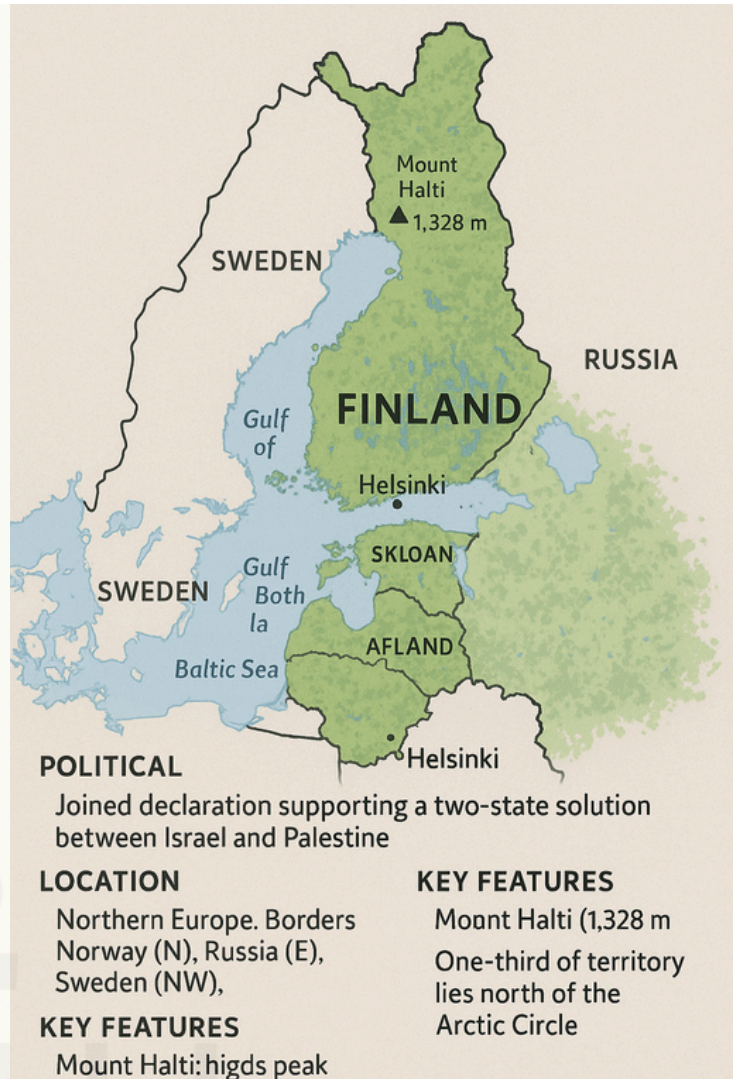 Mount
Halti
1,328 m
SWEDEN
RUSSIA
FINLAND
Gulf
of
Helsinki
SKLOAN
Gulf
Both
la
SWEDEN
AFLAND
Baltic Sea
Helsinki
POLITICAL
Joined declaration supporting a two-state solution
between Israel and Palestine
LOCATION
Northern Europe. Borders
Norway (N), Russia (E),
Sweden (NW),
KEY FEATURES
Mount Halti (1,328 m
One-third of territory
lies north of the
Arctic Circle
KEY FEATURES
Mount Halti: higds peak